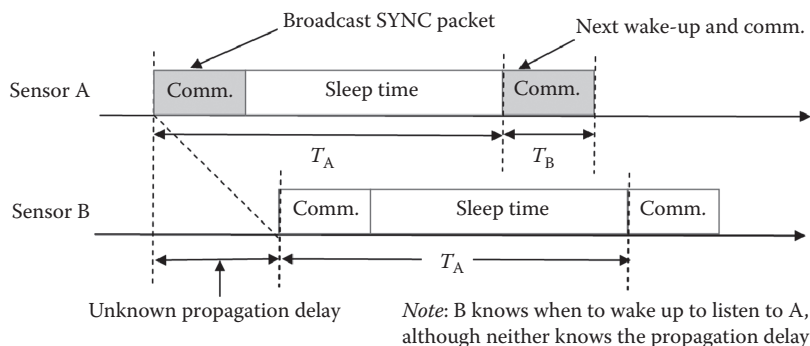 Broadcast SYNC packet
Next wake-up and comm.
Sensor A
Comm.
Sleep time
Comm.
T_A
T_B
Sensor B
Comm.
Sleep time
Comm.
T_A
Unknown propagation delay
Note: B knows when to wake up to listen to A,
although neither knows the propagation delay